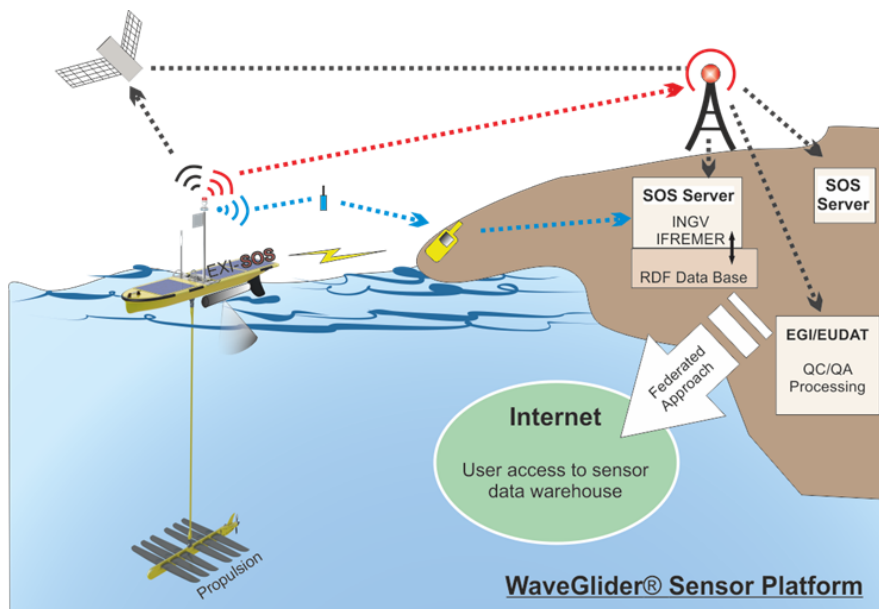 EXI-SOS
SOS Server
INGV
IFREMER
RDF Data Base
SOS
Server
EGI/EUDAT
QC/QA
Processing
Federated
Approach
Internet
User access to sensor
data warehouse
Propulsion
WaveGlider® Sensor Platform